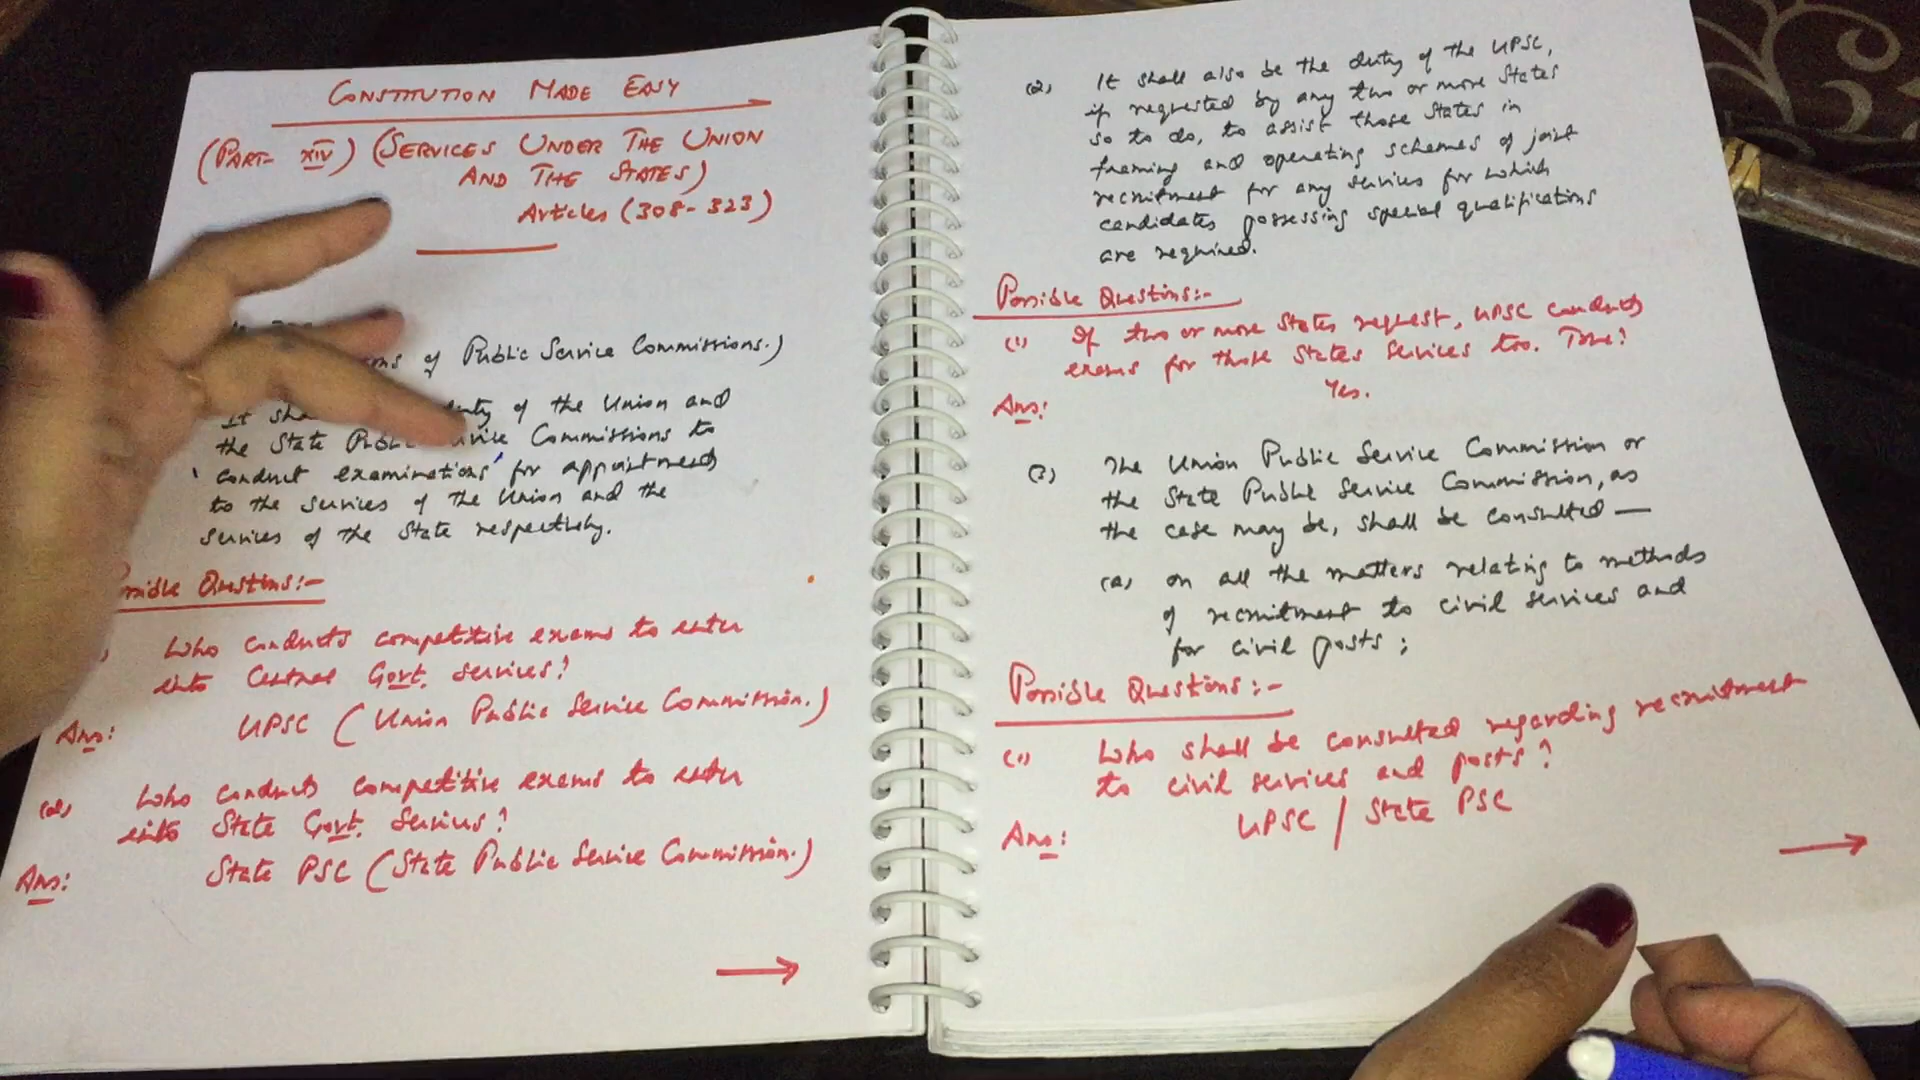 CONSTITUTION MADE EASY
(PART- XIV) (SERVICES UNDER THE UNION
AND THE STATES)
Articles (308-323)
of Public Service Commissions.)
It duty of the Union and
the State Public Service Commissions to
'conduct examinations' for appointments
to the services of the Union and the
services of the State respectively.
Possible Questions:-
Who conducts competitive exams to enter
into Central Govt. services?
Ans: UPSC (Union Public Service Commission.)
(2) Who conducts competitive exams to enter
into State Govt. Services?
Ans: State PSC (State Public Service Commission.)
(2) It shall also be the duty of the UPSC,
if requested by any two or more States
so to do, to assist those States in
framing and operating schemes of joint
recruitment for any services for which
candidates possessing special qualifications
are required.
Possible Questions:-
(1) If two or more States request, UPSC conducts
exams for those States Services too. True?
Ans: Yes.
(3) The Union Public Service Commission or
the State Public Service Commission, as
the case may be, shall be consulted —
(a) on all the matters relating to methods
of recruitment to civil services and
for civil posts;
Possible Questions:-
(1) Who shall be consulted regarding recruitment
to civil services and posts?
Ans: UPSC / State PSC